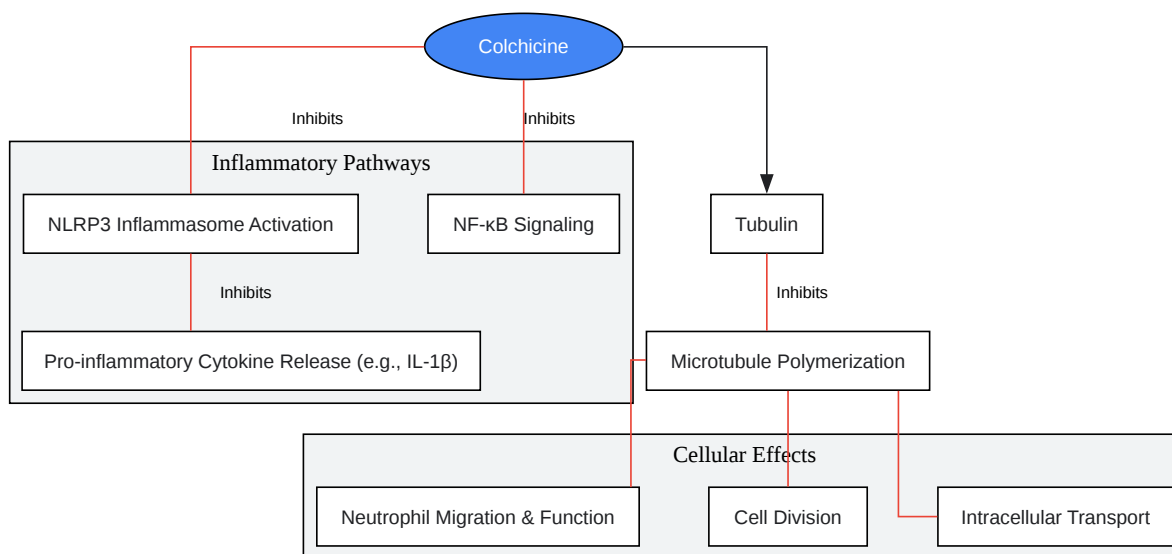 Colchicine
Inhibits
Inhibits
Inflammatory Pathways
NLRP3 Inflammasome Activation
NF-κB Signaling
Tubulin
Inhibits
Inhibits
Pro-inflammatory Cytokine Release (e.g., IL-1β)
Microtubule Polymerization
Cellular Effects
Neutrophil Migration & Function
Cell Division
Intracellular Transport